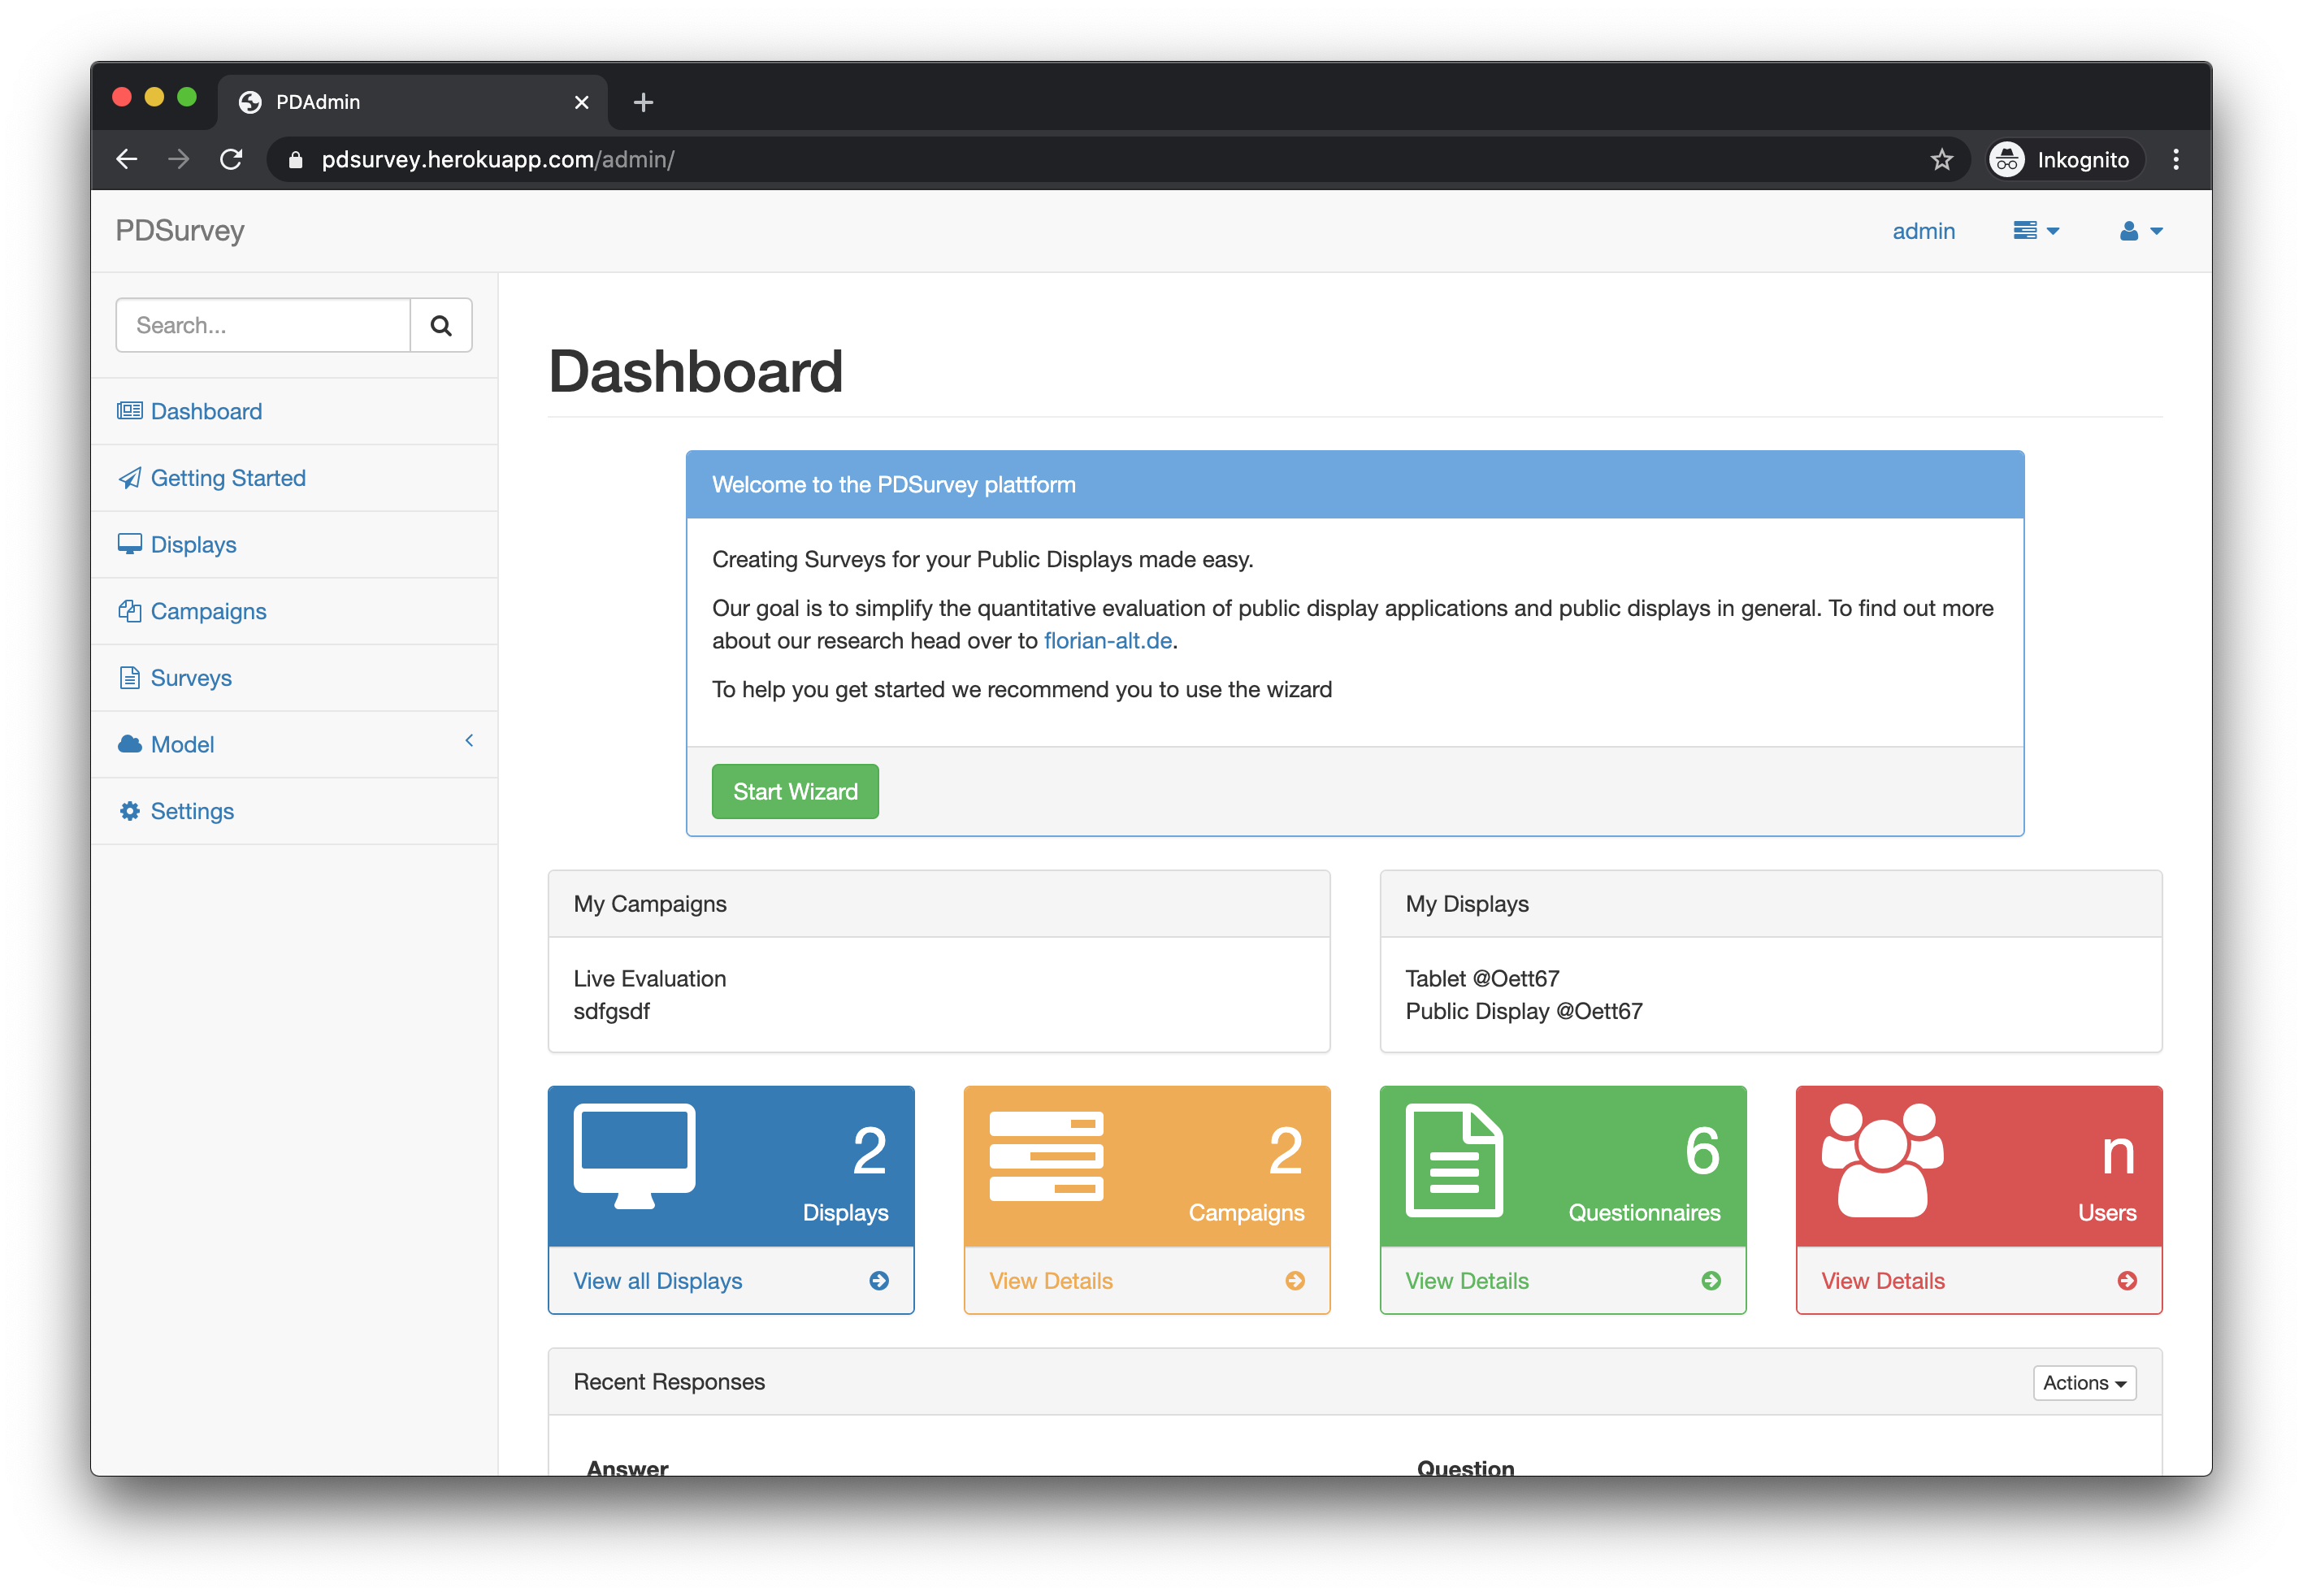 PDAdmin
pdsurvey.herokuapp.com/admin/
Inkognito
PDSurvey
admin
Search...
Dashboard
Getting Started
Displays
Campaigns
Surveys
Model
Settings
Dashboard
Welcome to the PDSurvey plattform
Creating Surveys for your Public Displays made easy.
Our goal is to simplify the quantitative evaluation of public display applications and public displays in general. To find out more
about our research head over to florian-alt.de.
To help you get started we recommend you to use the wizard
Start Wizard
My Campaigns
Live Evaluation
sdfgsdf
My Displays
Tablet @Oett67
Public Display @Oett67
2
Displays
View all Displays
2
Campaigns
View Details
6
Questionnaires
View Details
n
Users
View Details
Recent Responses
Actions
Answer
Question